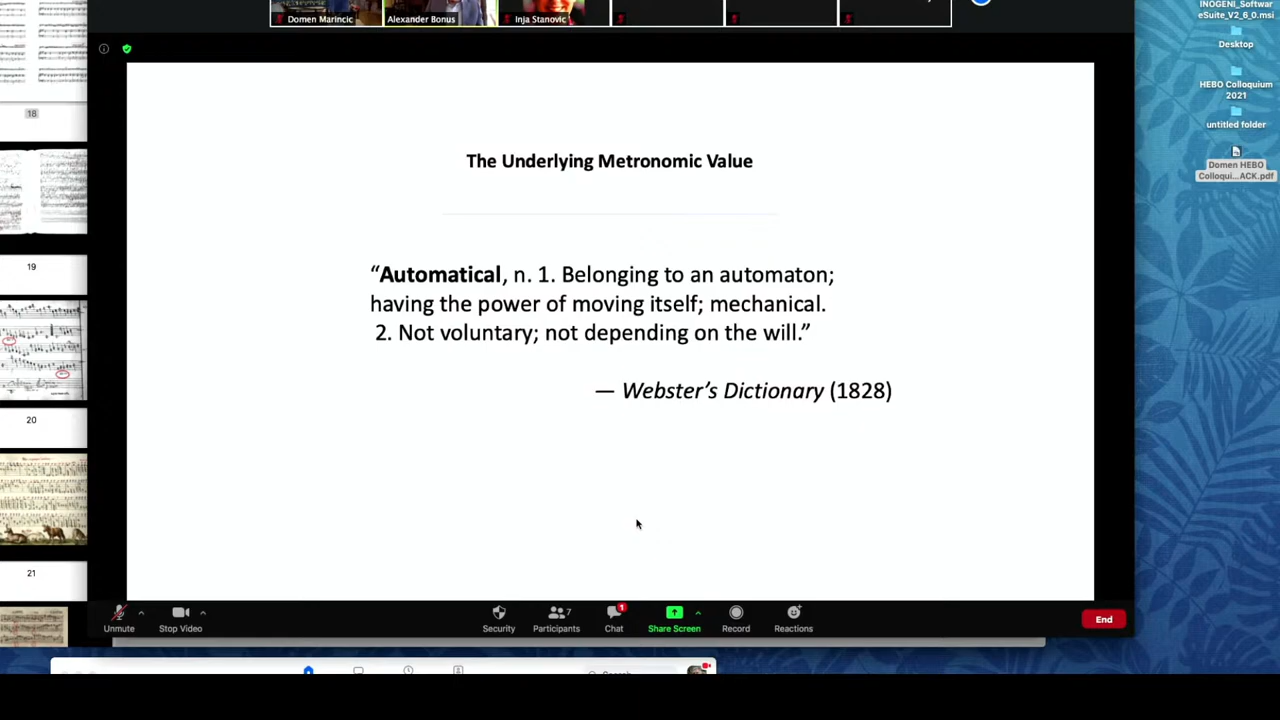 Domen Marincic
Alexander Bonus
Inja Stanovic
INOGENI_Softwar
eSuite_V2_6_0.msi
Desktop
HEBO Colloquium
2021
untitled folder
Domen HEBO
Colloqui...ACK.pdf
18
19
20
21
The Underlying Metronomic Value
“Automatical, n. 1. Belonging to an automaton;
having the power of moving itself; mechanical.
2. Not voluntary; not depending on the will.”
— Webster’s Dictionary (1828)
Unmute
Stop Video
Security
7
Participants
1
Chat
Share Screen
Record
Reactions
End